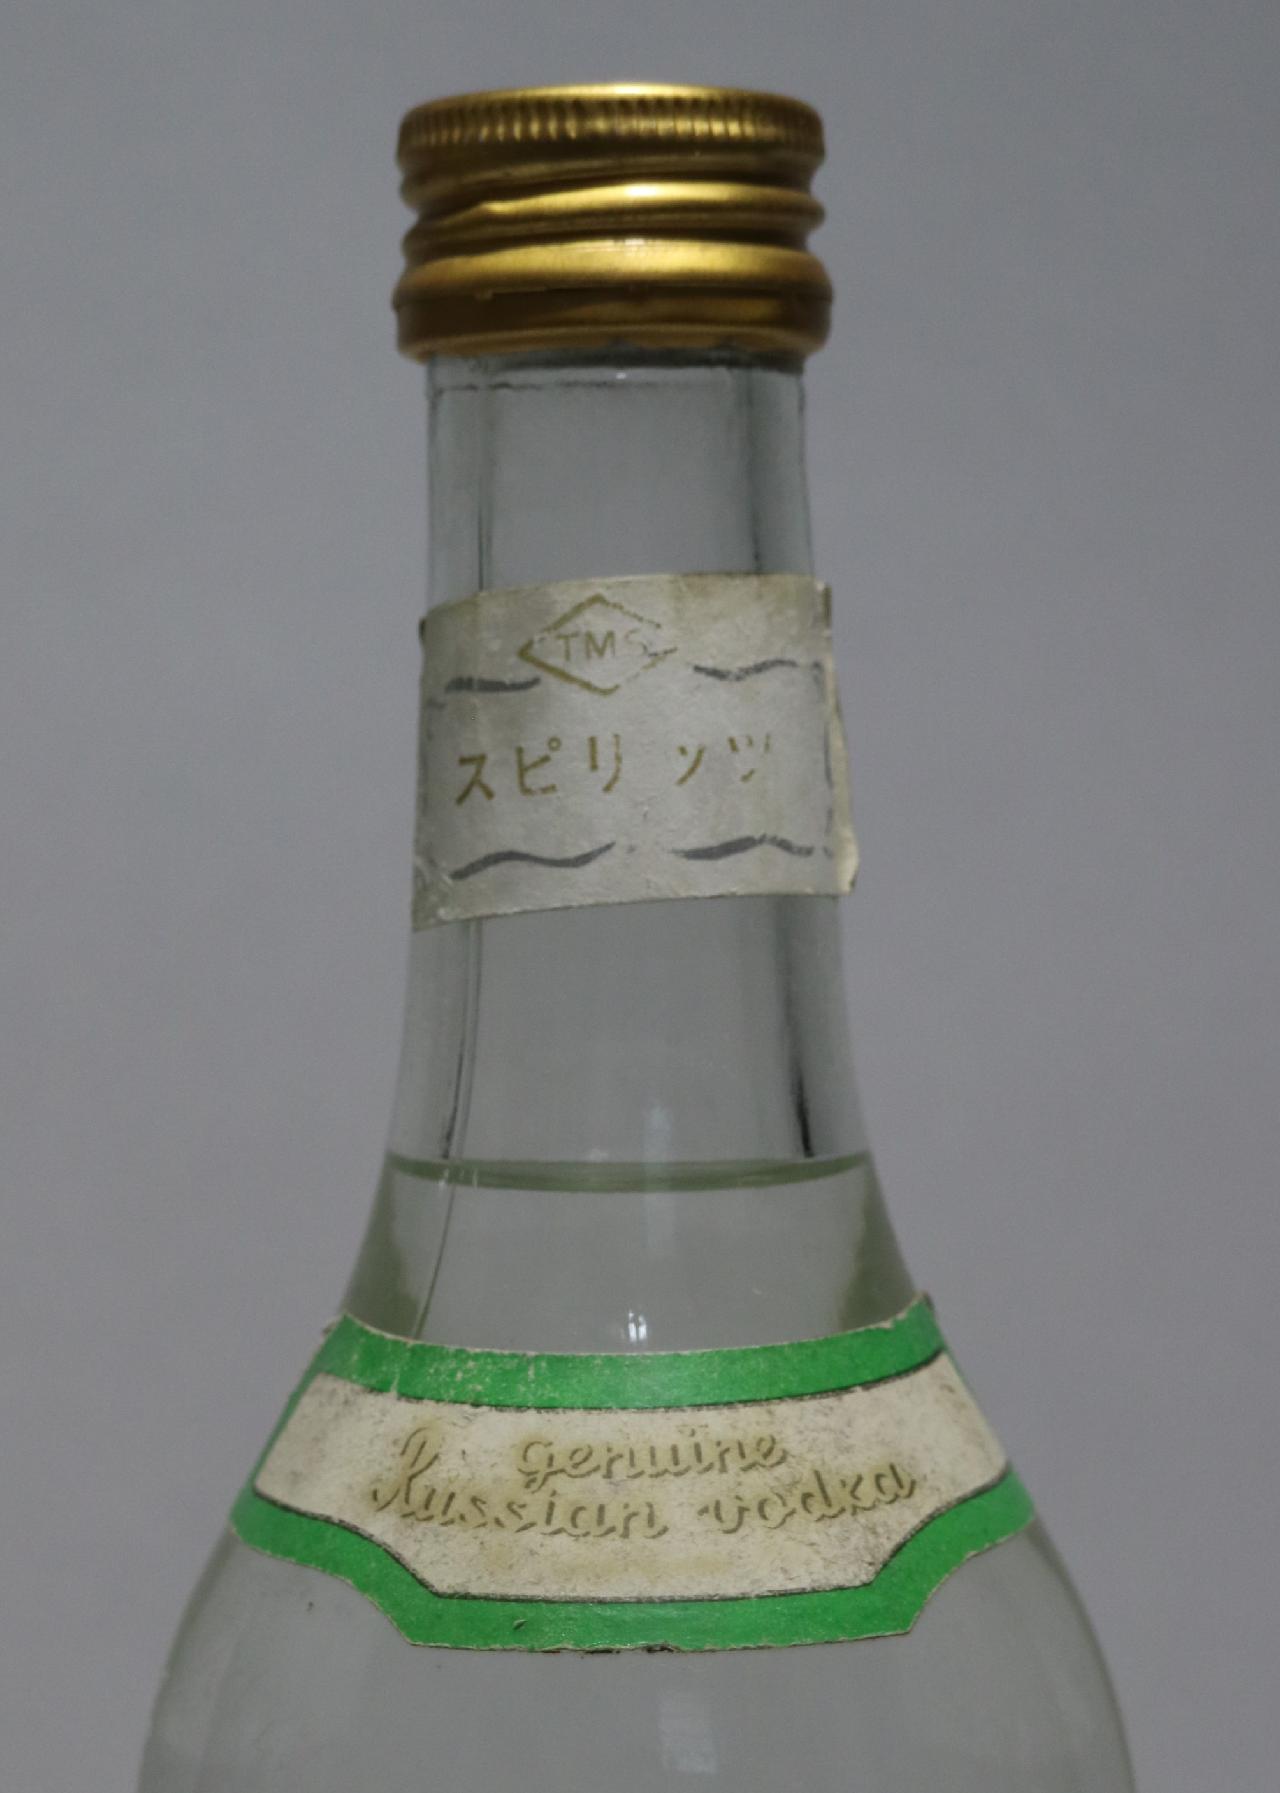 TMS
スピリッツ
genuine
Russian vodka